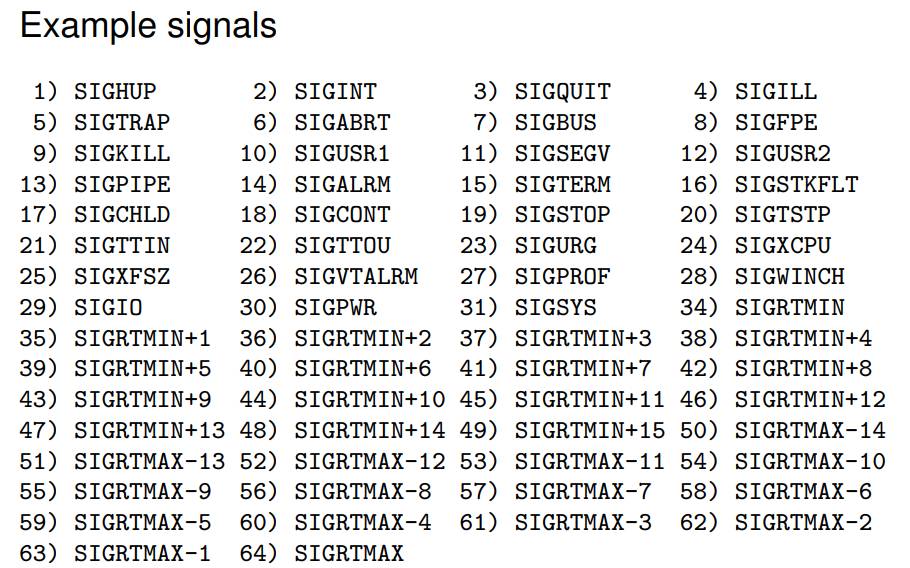 Example signals
1) SIGHUP 2) SIGINT 3) SIGQUIT 4) SIGILL
5) SIGTRAP 6) SIGABRT 7) SIGBUS 8) SIGFPE
9) SIGKILL 10) SIGUSR1 11) SIGSEGV 12) SIGUSR2
13) SIGPIPE 14) SIGALRM 15) SIGTERM 16) SIGSTKFLT
17) SIGCHLD 18) SIGCONT 19) SIGSTOP 20) SIGTSTP
21) SIGTTIN 22) SIGTTOU 23) SIGURG 24) SIGXCPU
25) SIGXFSZ 26) SIGVTALRM 27) SIGPROF 28) SIGWINCH
29) SIGIO 30) SIGPWR 31) SIGSYS 34) SIGRTMIN
35) SIGRTMIN+1 36) SIGRTMIN+2 37) SIGRTMIN+3 38) SIGRTMIN+4
39) SIGRTMIN+5 40) SIGRTMIN+6 41) SIGRTMIN+7 42) SIGRTMIN+8
43) SIGRTMIN+9 44) SIGRTMIN+10 45) SIGRTMIN+11 46) SIGRTMIN+12
47) SIGRTMIN+13 48) SIGRTMIN+14 49) SIGRTMIN+15 50) SIGRTMAX-14
51) SIGRTMAX-13 52) SIGRTMAX-12 53) SIGRTMAX-11 54) SIGRTMAX-10
55) SIGRTMAX-9 56) SIGRTMAX-8 57) SIGRTMAX-7 58) SIGRTMAX-6
59) SIGRTMAX-5 60) SIGRTMAX-4 61) SIGRTMAX-3 62) SIGRTMAX-2
63) SIGRTMAX-1 64) SIGRTMAX